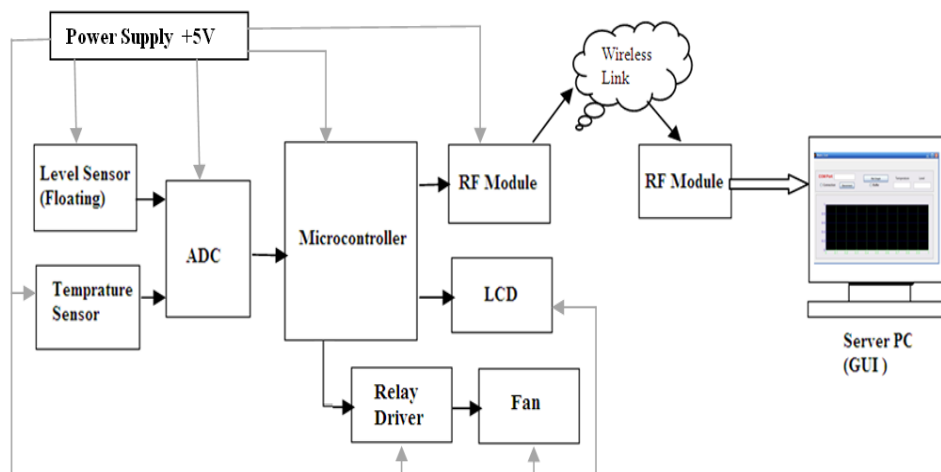 Power Supply +5V
Wireless
Link
Level Sensor
(Floating)
RF Module
RF Module
Microcontroller
ADC
Temprature
Sensor
LCD
Server PC
(GUI )
Relay
Driver
Fan